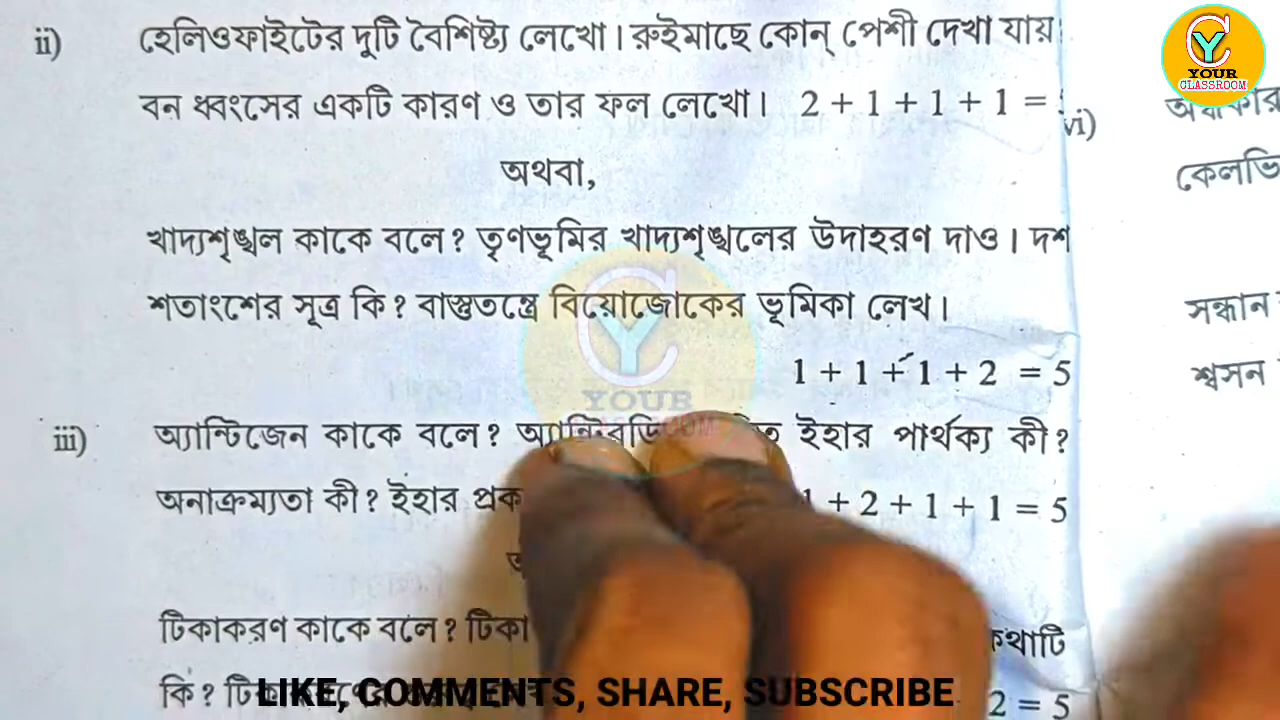 ii) হেলিওফাইটের দুটি বৈশিষ্ট্য লেখো। রুইমাছে কোন্ পেশী দেখা যায়
বন ধ্বংসের একটি কারণ ও তার ফল লেখো। 2 + 1 + 1 + 1 =
অথবা,
খাদ্যশৃঙ্খল কাকে বলে? তৃণভূমির খাদ্যশৃঙ্খলের উদাহরণ দাও। দশ
শতাংশের সূত্র কি? বাস্তুতন্ত্রে বিয়োজোকের ভূমিকা লেখ।
1 + 1 + 1 + 2 = 5
iii) অ্যান্টিজেন কাকে বলে? ইহার পার্থক্য কী?
অনাক্রম্যতা কী? ইহার + 2 + 1 + 1 = 5
টিকাকরণ কাকে বলে? টিকা কথাটি
কি? 2 = 5
vi)
কেলভি
সন্ধান
শ্বসন
YOUR
CLASSROOM
YOUR
LIKE, COMMENTS, SHARE, SUBSCRIBE